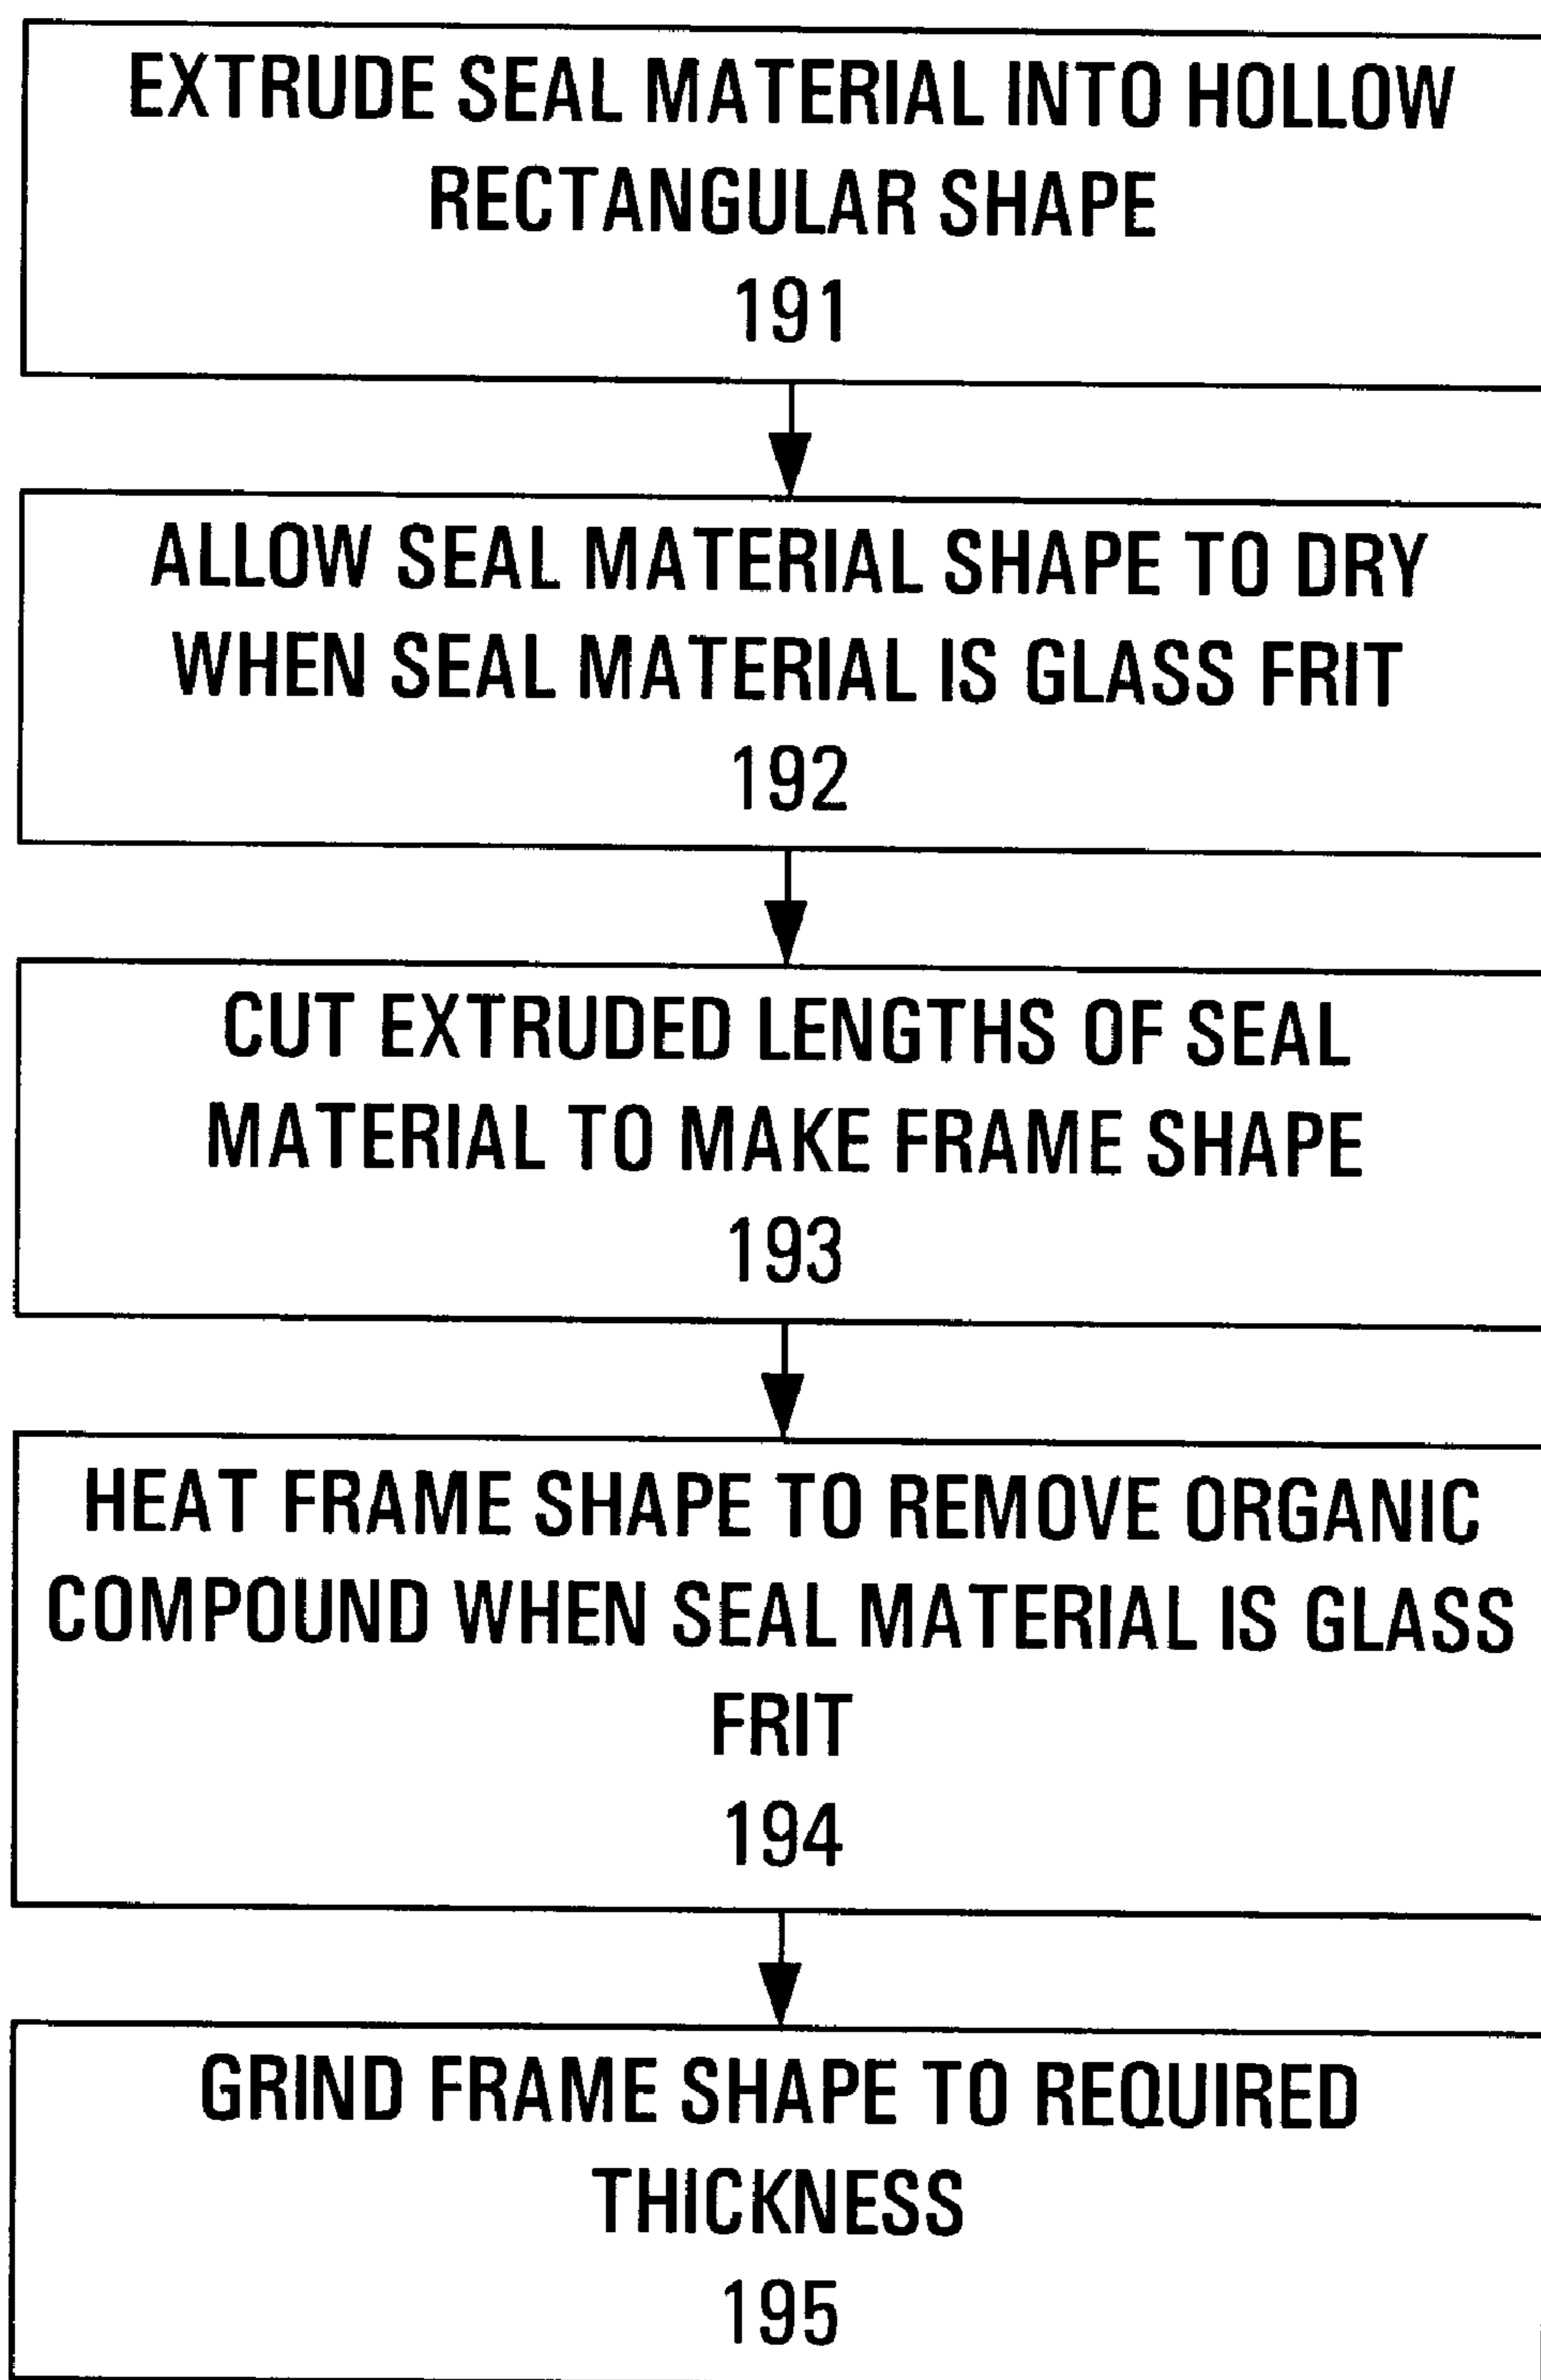 EXTRUDE SEAL MATERIAL INTO HOLLOW
RECTANGULAR SHAPE
191
ALLOW SEAL MATERIAL SHAPE TO DRY
WHEN SEAL MATERIAL IS GLASS FRIT
192
CUT EXTRUDED LENGTHS OF SEAL
MATERIAL TO MAKE FRAME SHAPE
193
HEAT FRAME SHAPE TO REMOVE ORGANIC
COMPOUND WHEN SEAL MATERIAL IS GLASS
FRIT
194
GRIND FRAME SHAPE TO REQUIRED
THICKNESS
195